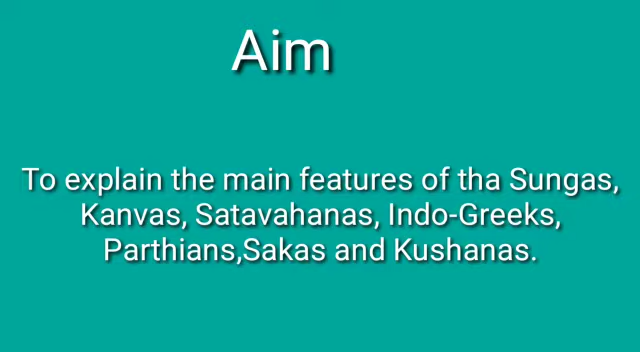 Aim
To explain the main features of tha Sungas,
Kanvas, Satavahanas, Indo-Greeks,
Parthians,Sakas and Kushanas.